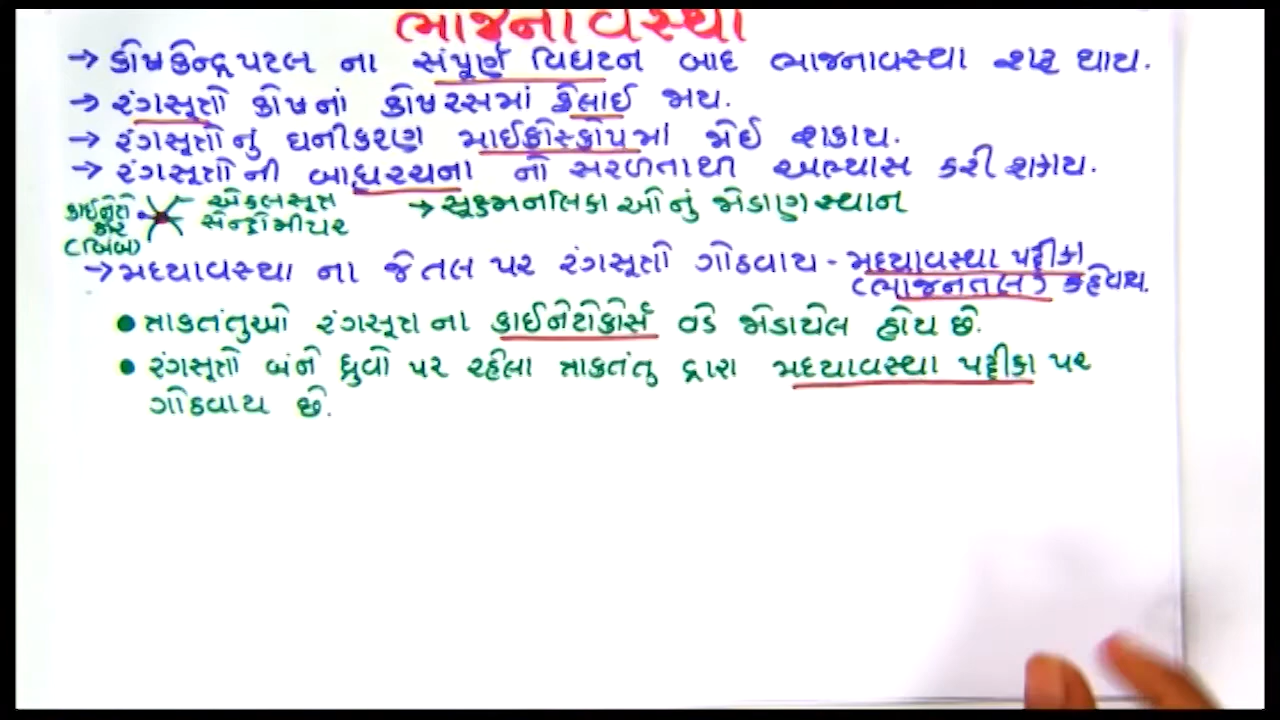 ભાજનાવસ્થા
→ કોષકેન્દ્રપટલ ના સંપૂર્ણ વિઘટન બાદ ભાજનાવસ્થા શરૂ થાય.
→ રંગસૂત્રો કોષનાં કોષરસમાં ફેલાઈ જાય.
→ રંગસૂત્રોનું ઘનીકરણ માઈક્રોસ્કોપમાં જોઈ શકાય.
→ રંગસૂત્રોની બાહ્યરચના નો સરળતાથી અભ્યાસ કરી શકાય.
કાઈનેટોકોર (બિંબ)
એકલસૂત્ર
સેન્ટ્રોમીયર
→ સૂક્ષ્મનલિકાઓનું જોડાણ સ્થાન
→ મધ્યાવસ્થા ના જે તલ પર રંગસૂત્રો ગોઠવાય - મધ્યાવસ્થા પટ્ટીકા
(ભાજનતલ) કહેવાય.
• ત્રાકતંતુઓ રંગસૂત્ર ના કાઈનેટોકોર્સ વડે જોડાયેલ હોય છે.
• રંગસૂત્રો બંને ધ્રુવો પર રહેલા ત્રાકતંતુ દ્વારા મધ્યાવસ્થા પટ્ટીકા પર
ગોઠવાય છે.